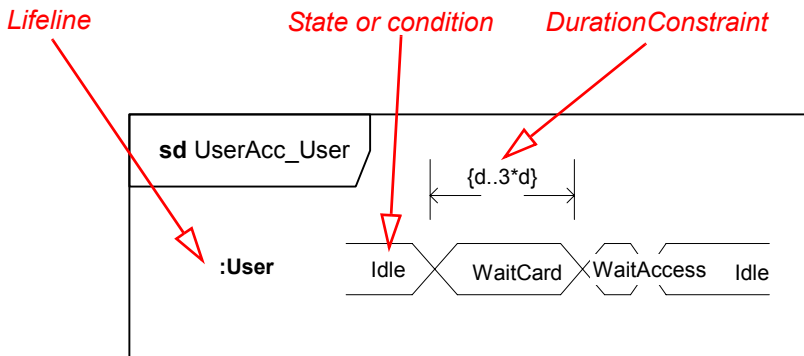 Lifeline State or condition DurationConstraint
sd UserAcc_User
{d..3*d}
:User Idle WaitCard WaitAccess Idle